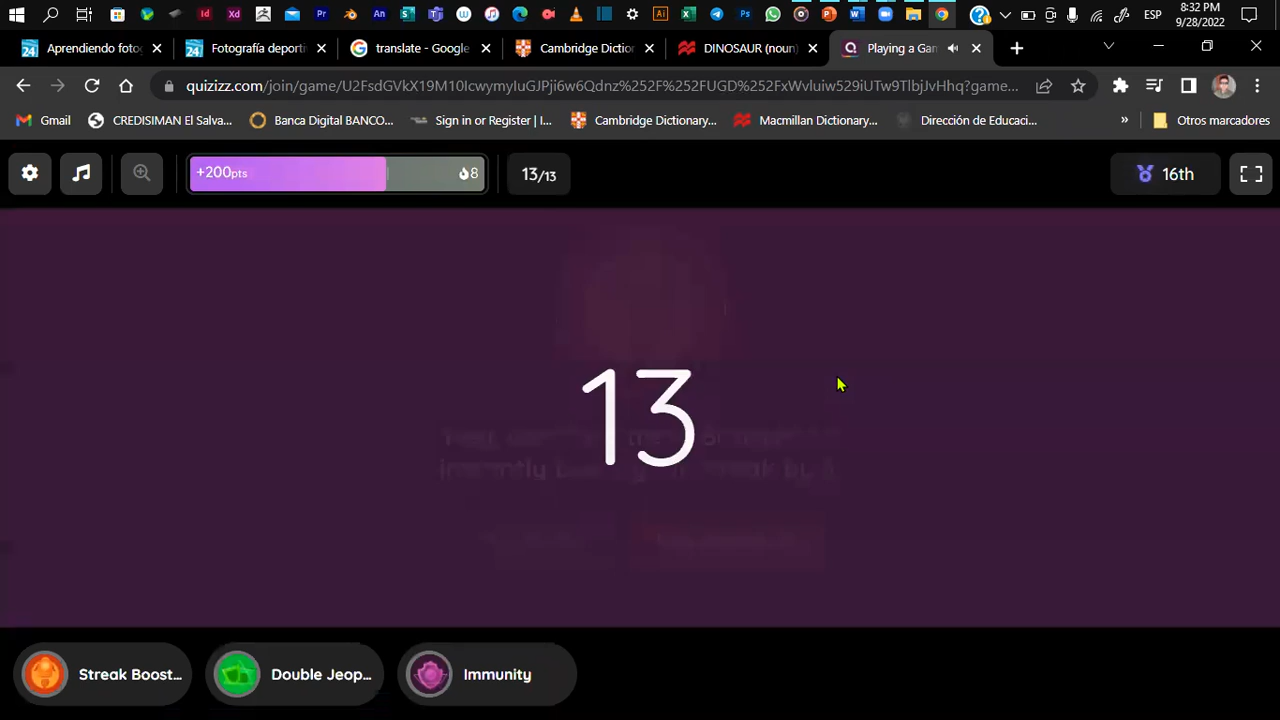 8:32 PM
ESP
9/28/2022
Aprendiendo foto
Fotografía deporti
translate - Google
Cambridge Dictio
DINOSAUR (noun)
Playing a Gam
quizizz.com/join/game/U2FsdGVkX19M10IcwymyIuGJPji6w6Qdnz%252F%252FUGD%252FxWvluiw529iUTw9TlbjJvHhq?game...
Gmail
CREDISIMAN El Salva...
Banca Digital BANCO...
Sign in or Register | I...
Cambridge Dictionary...
Macmillan Dictionary...
Dirección de Educaci...
»
Otros marcadores
+200pts
8
13/13
16th
13
Streak Boost...
Double Jeop...
Immunity